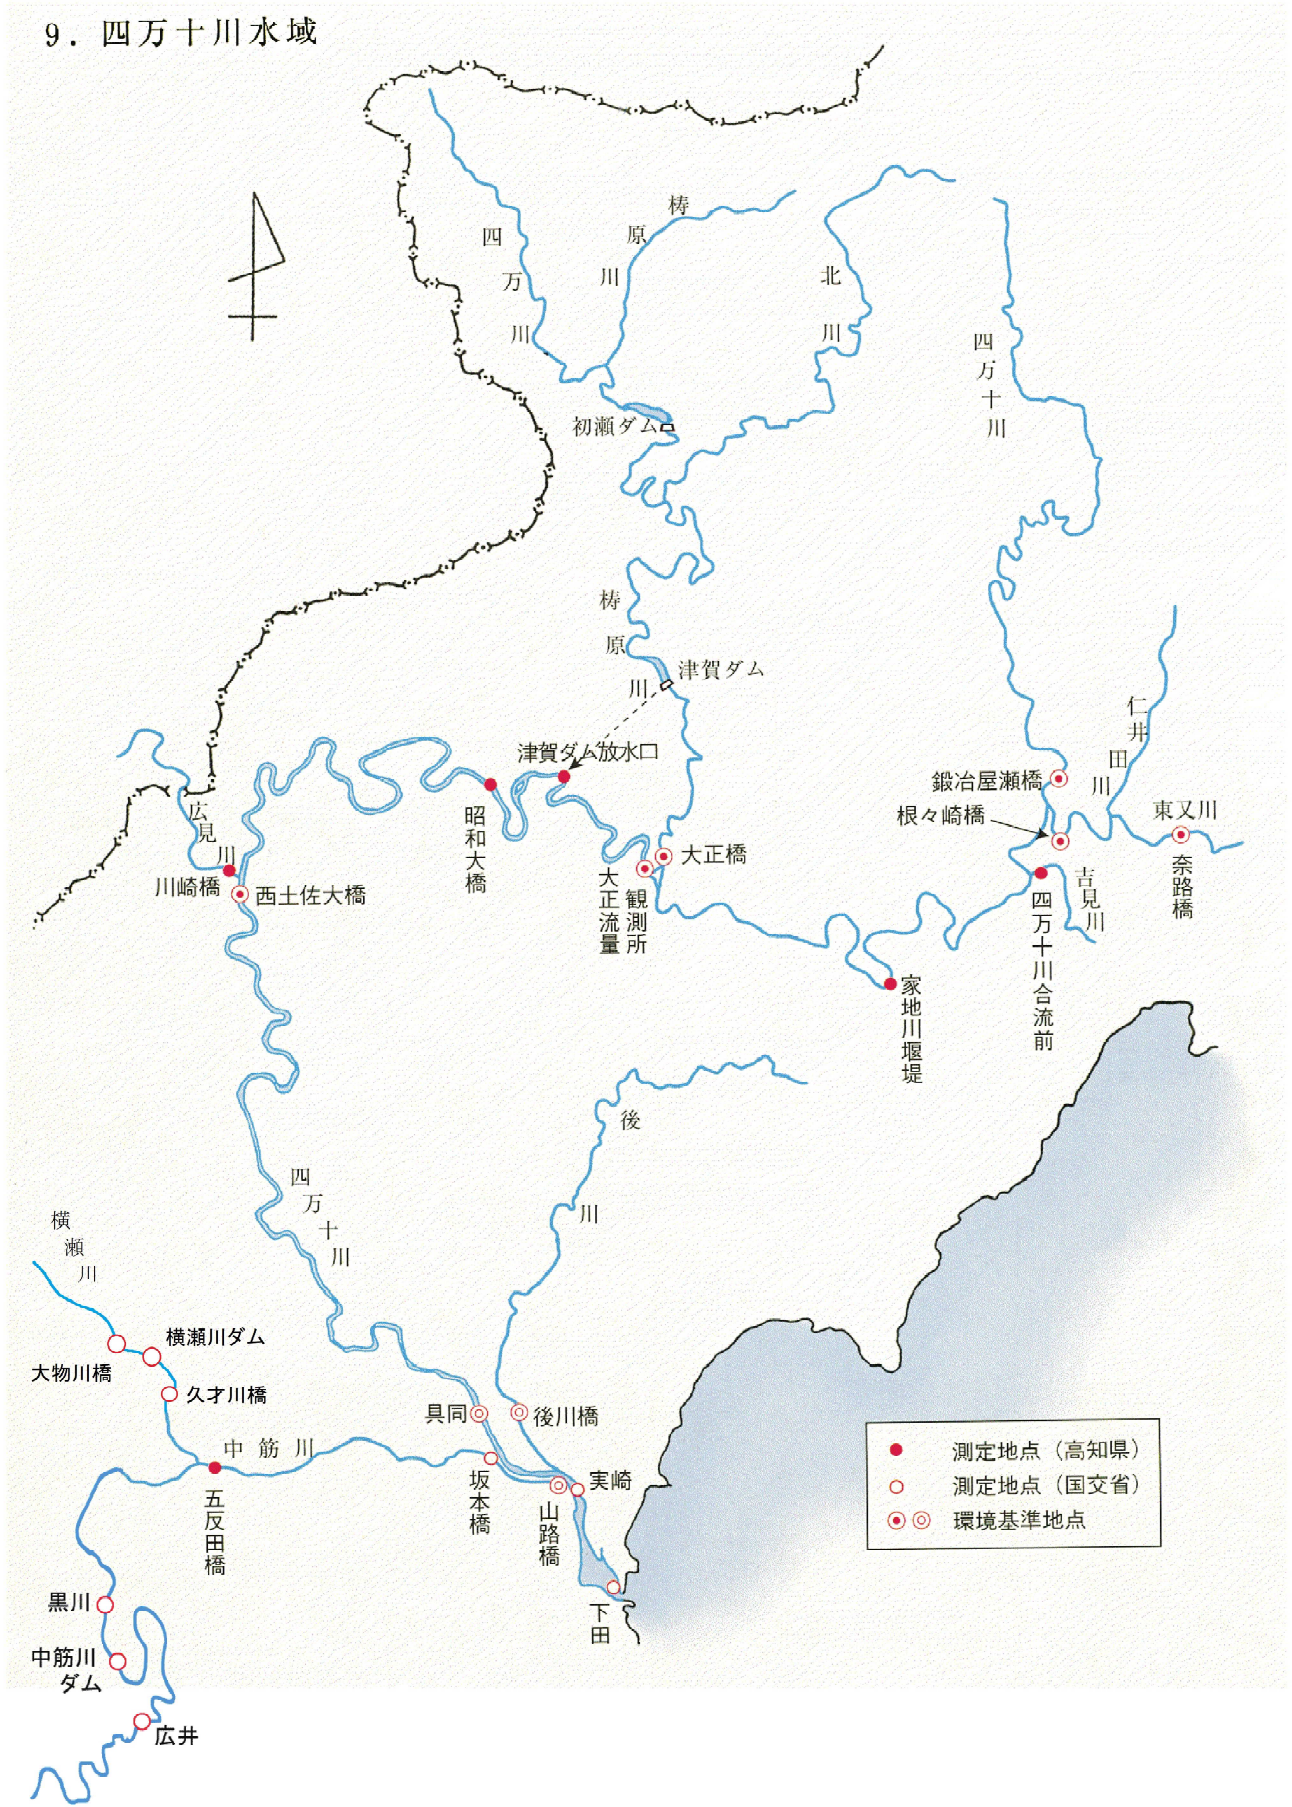 9. 四万十川水域
四万川
梼原川
北川
四万十川
初瀬ダム
梼原川
津賀ダム
仁井田川
津賀ダム放水口
鍛冶屋瀬橋
根々崎橋
東又川
広見川
昭和大橋
大正橋
川崎橋
西土佐大橋
大正流量
観測所
奈路橋
吉見川
四万十川合流前
家地川堰堤
後川
四万十川
横瀬川
横瀬川ダム
大物川橋
久才川橋
具同
後川橋
中筋川
坂本橋
実崎
山路橋
五反田橋
測定地点（高知県）
測定地点（国交省）
環境基準地点
黒川
下田
中筋川
ダム
広井